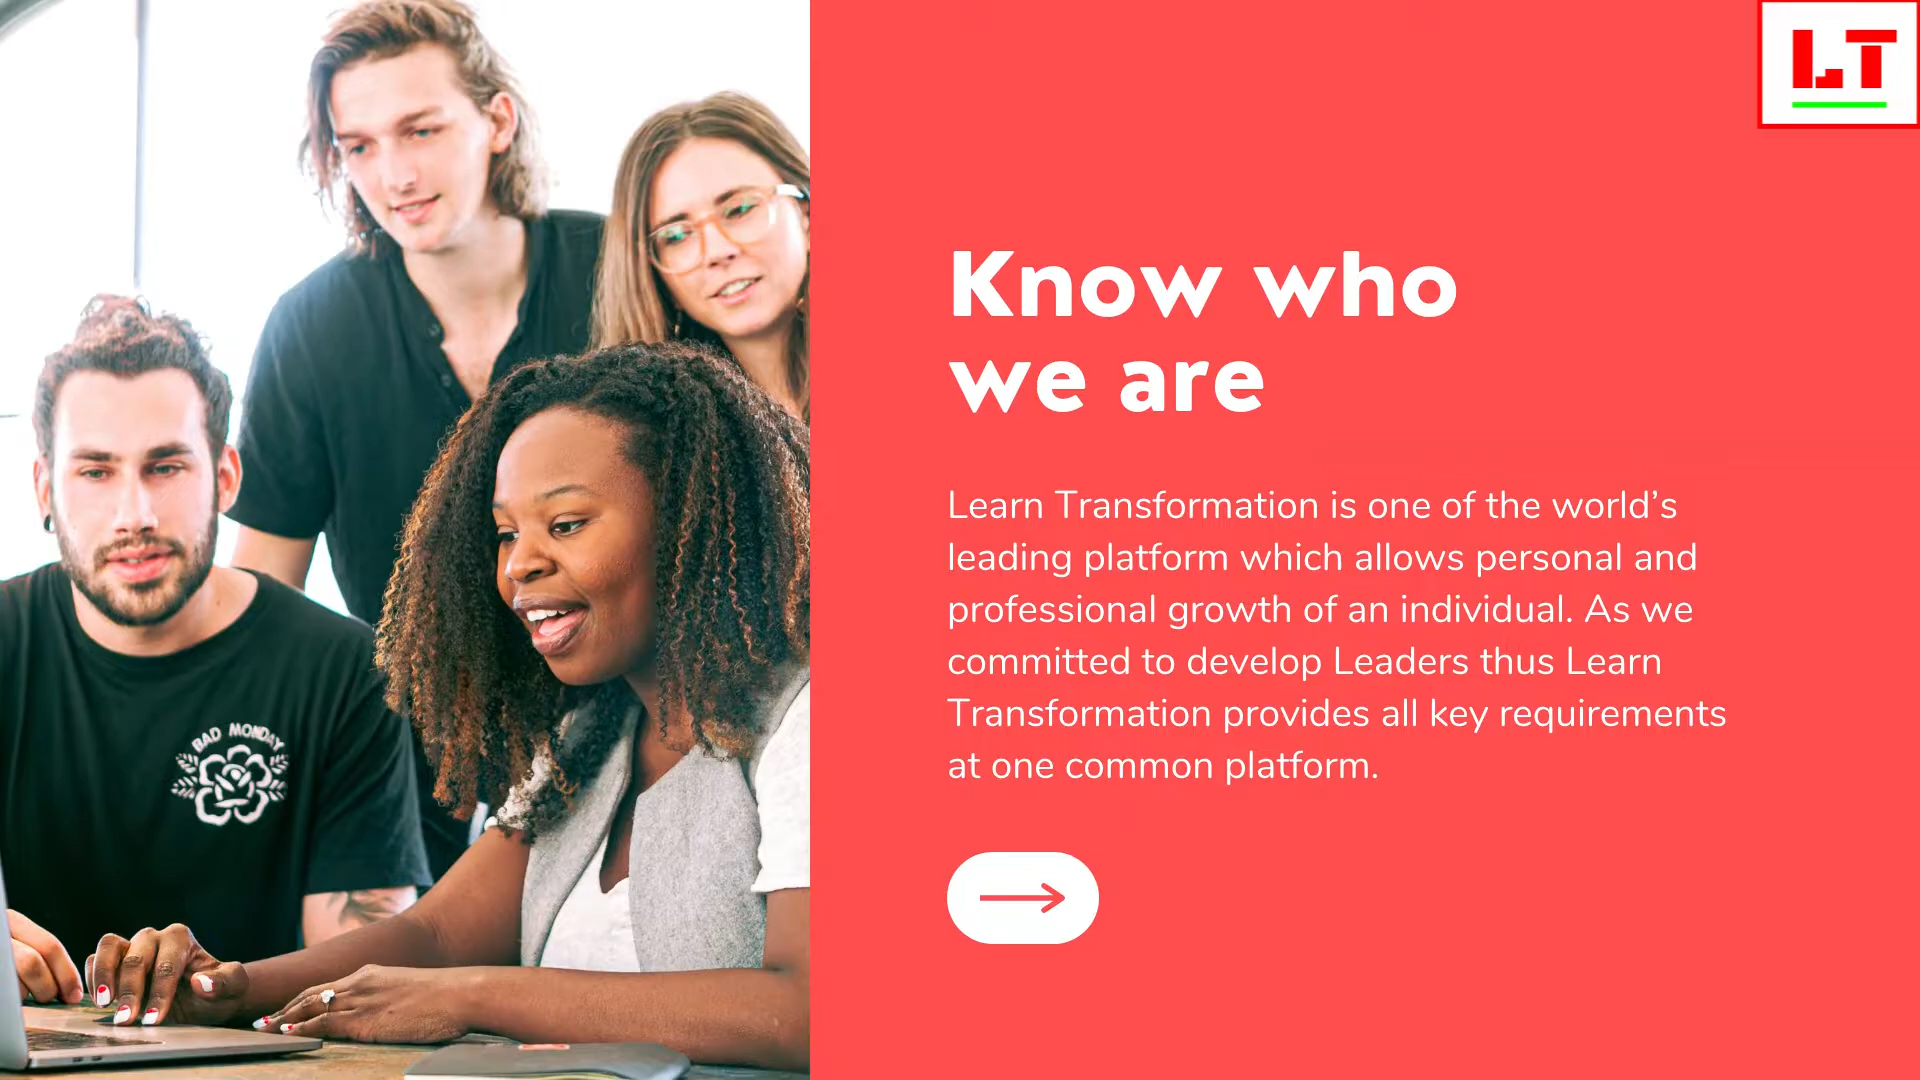 LT
Know who
we are
Learn Transformation is one of the world’s
leading platform which allows personal and
professional growth of an individual. As we
committed to develop Leaders thus Learn
Transformation provides all key requirements
at one common platform.
BAD MONDAY